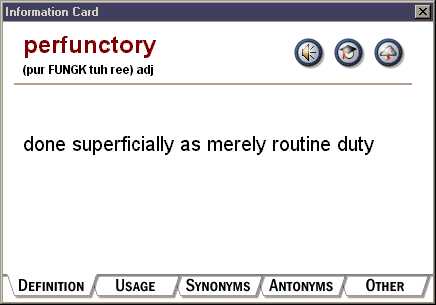 Information Card
perfunctory
(pur FUNGK tuh ree) adj
done superficially as merely routine duty
DEFINITION USAGE SYNONYMS ANTONYMS OTHER